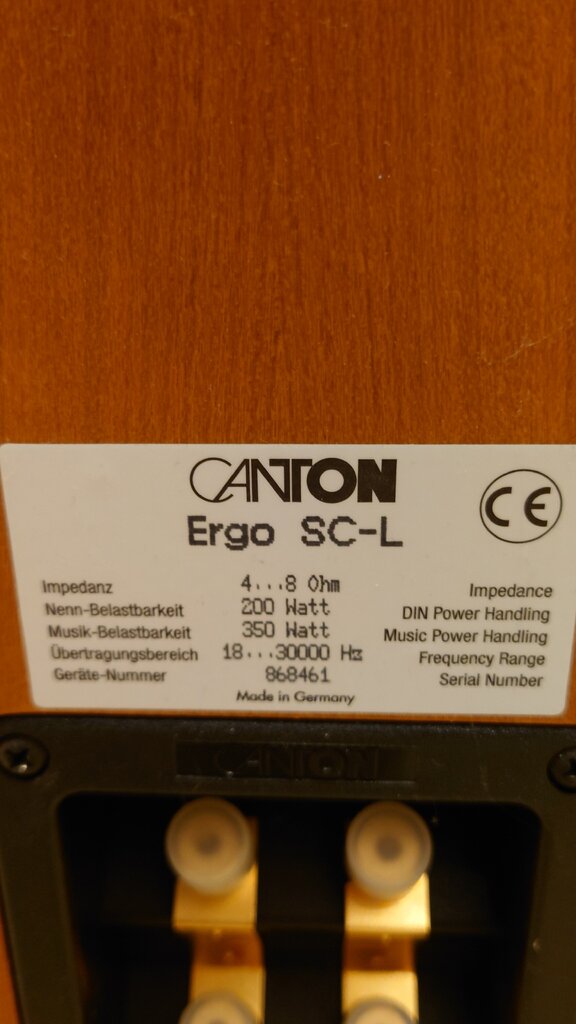 CANTON
CE
Ergo SC-L
Impedanz 4...8 Ohm Impedance
Nenn-Belastbarkeit 200 Watt DIN Power Handling
Musik-Belastbarkeit 350 Watt Music Power Handling
Übertragungsbereich 18...30000 Hz Frequency Range
Geräte-Nummer 868461 Serial Number
Made in Germany
CANTON